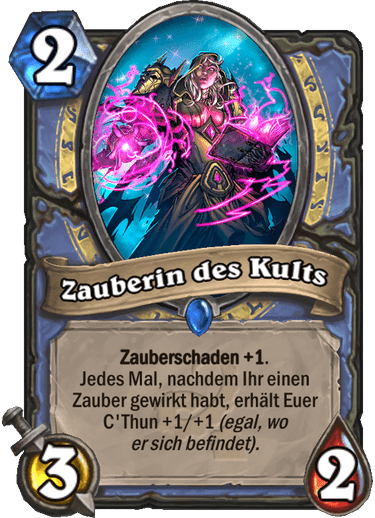 2
Zauberin des Kults
Zauberschaden +1.
Jedes Mal, nachdem Ihr einen
Zauber gewirkt habt, erhält Euer
C'Thun +1/+1 (egal, wo
er sich befindet).
3
2